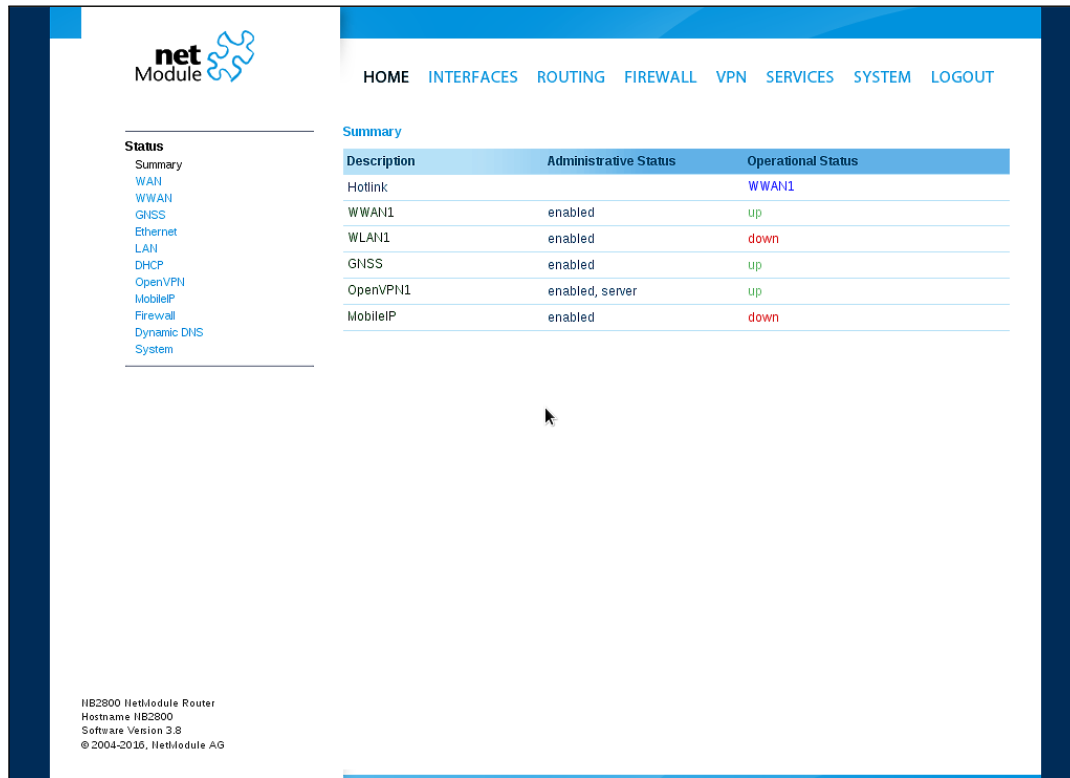 net
Module
HOME INTERFACES ROUTING FIREWALL VPN SERVICES SYSTEM LOGOUT
Status
Summary
WAN
WWAN
GNSS
Ethernet
LAN
DHCP
OpenVPN
MobileIP
Firewall
Dynamic DNS
System
Summary
Description Administrative Status Operational Status
Hotlink WWAN1
WWAN1 enabled up
WLAN1 enabled down
GNSS enabled up
OpenVPN1 enabled, server up
MobileIP enabled down
NB2800 NetModule Router
Hostname NB2800
Software Version 3.8
© 2004-2016, NetModule AG